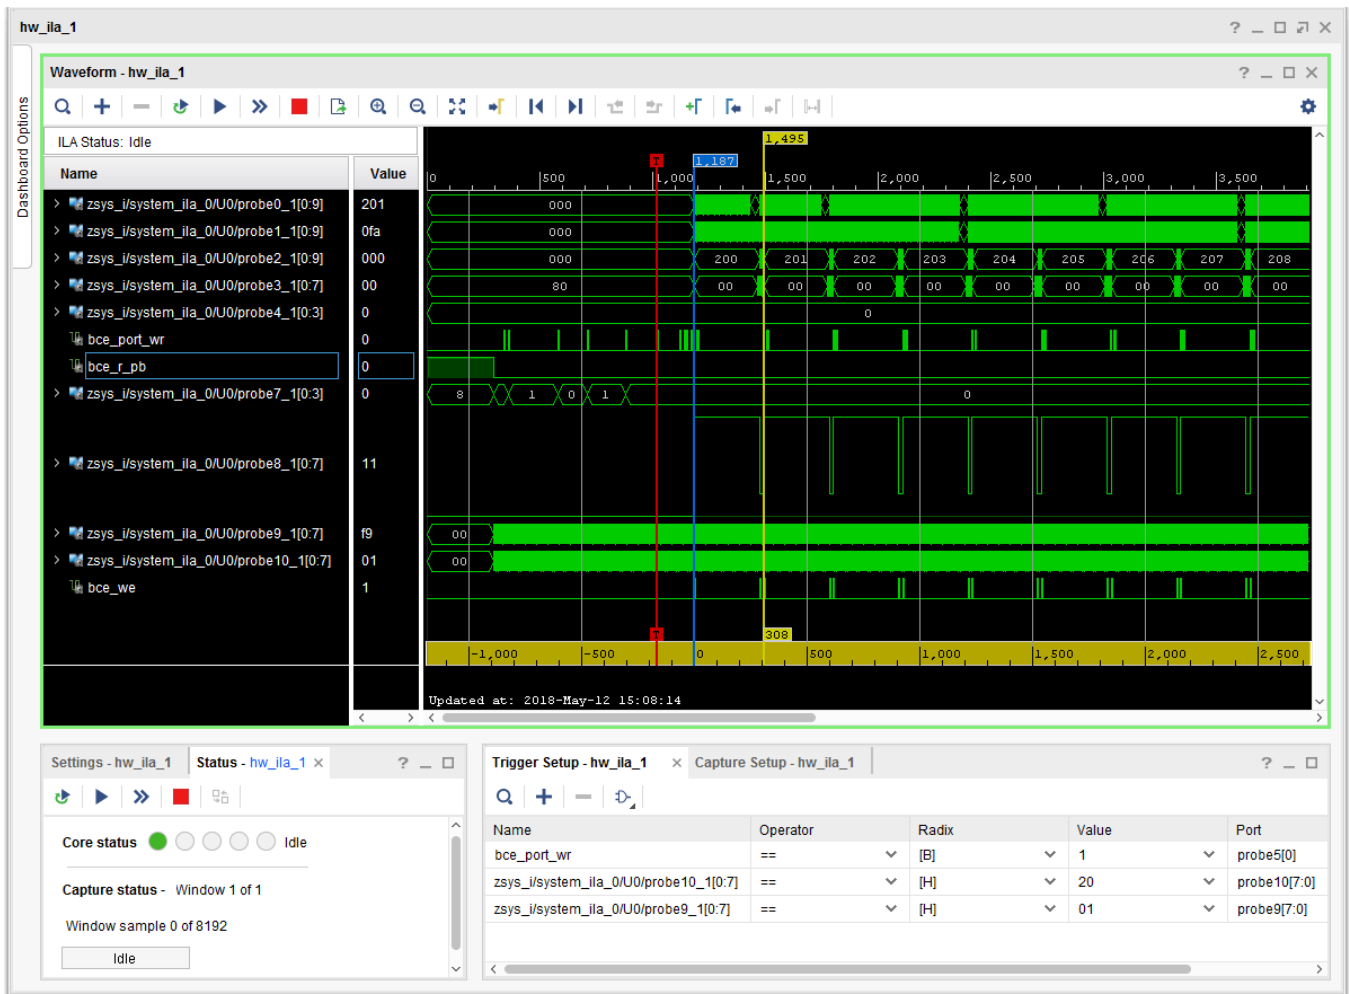 hw_ila_1
Dashboard Options
Waveform - hw_ila_1
ILA Status: Idle
1,495
1,187
Name Value
0 500 1,000 1,500 2,000 2,500 3,000 3,500
zsys_i/system_ila_0/U0/probe0_1[0:9] 201 000
zsys_i/system_ila_0/U0/probe1_1[0:9] 0fa 000
zsys_i/system_ila_0/U0/probe2_1[0:9] 000 000 200 201 202 203 204 205 206 207 208
zsys_i/system_ila_0/U0/probe3_1[0:7] 00 80 00 00 00 00 00 00 00 00 00
zsys_i/system_ila_0/U0/probe4_1[0:3] 0 0
bce_port_wr 0
bce_r_pb 0
zsys_i/system_ila_0/U0/probe7_1[0:3] 0 8 1 0 1 0
zsys_i/system_ila_0/U0/probe8_1[0:7] 11
zsys_i/system_ila_0/U0/probe9_1[0:7] f9 00
zsys_i/system_ila_0/U0/probe10_1[0:7] 01 00
bce_we 1
308
-1,000 -500 0 500 1,000 1,500 2,000 2,500
Updated at: 2018-May-12 15:08:14
Settings - hw_ila_1 Status - hw_ila_1
Core status Idle
Capture status - Window 1 of 1
Window sample 0 of 8192
Idle
Trigger Setup - hw_ila_1 Capture Setup - hw_ila_1
Name Operator Radix Value Port
bce_port_wr == [B] 1 probe5[0]
zsys_i/system_ila_0/U0/probe10_1[0:7] == [H] 20 probe10[7:0]
zsys_i/system_ila_0/U0/probe9_1[0:7] == [H] 01 probe9[7:0]